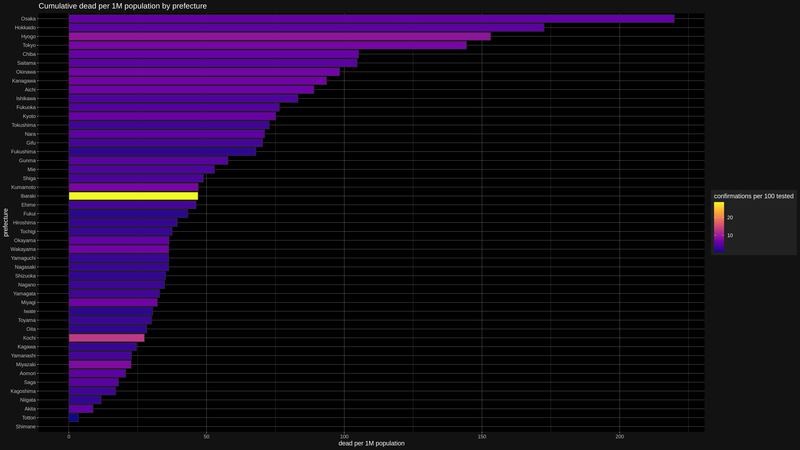 Cumulative dead per 1M population by prefecture
prefecture
Osaka
Hokkaido
Hyogo
Tokyo
Chiba
Saitama
Okinawa
Kanagawa
Aichi
Ishikawa
Fukuoka
Kyoto
Tokushima
Nara
Gifu
Fukushima
Gunma
Mie
Shiga
Kumamoto
Ibaraki
Ehime
Fukui
Hiroshima
Tochigi
Okayama
Wakayama
Yamaguchi
Nagasaki
Shizuoka
Nagano
Yamagata
Miyagi
Iwate
Toyama
Oita
Kochi
Kagawa
Yamanashi
Miyazaki
Aomori
Saga
Kagoshima
Niigata
Akita
Tottori
Shimane
0 50 100 150 200
dead per 1M population
confirmations per 100 tested
20
10